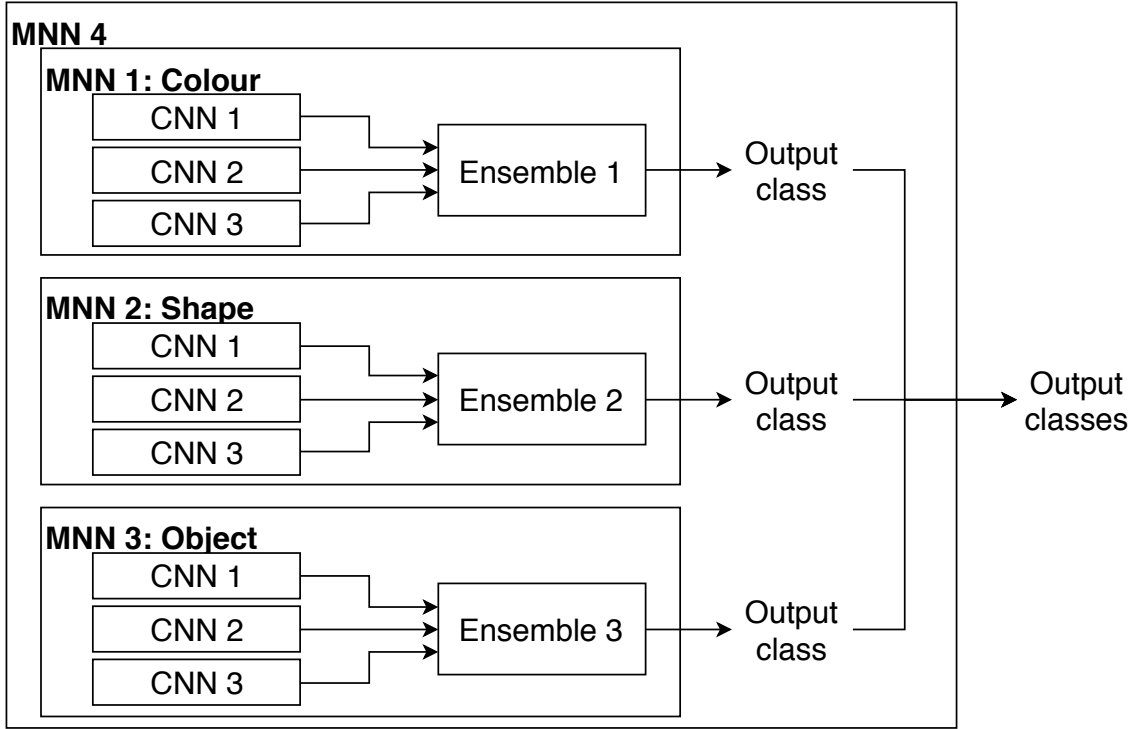 MNN 4
MNN 1: Colour
CNN 1
CNN 2
CNN 3
Ensemble 1
Output
class
MNN 2: Shape
CNN 1
CNN 2
CNN 3
Ensemble 2
Output
class
MNN 3: Object
CNN 1
CNN 2
CNN 3
Ensemble 3
Output
class
Output
classes